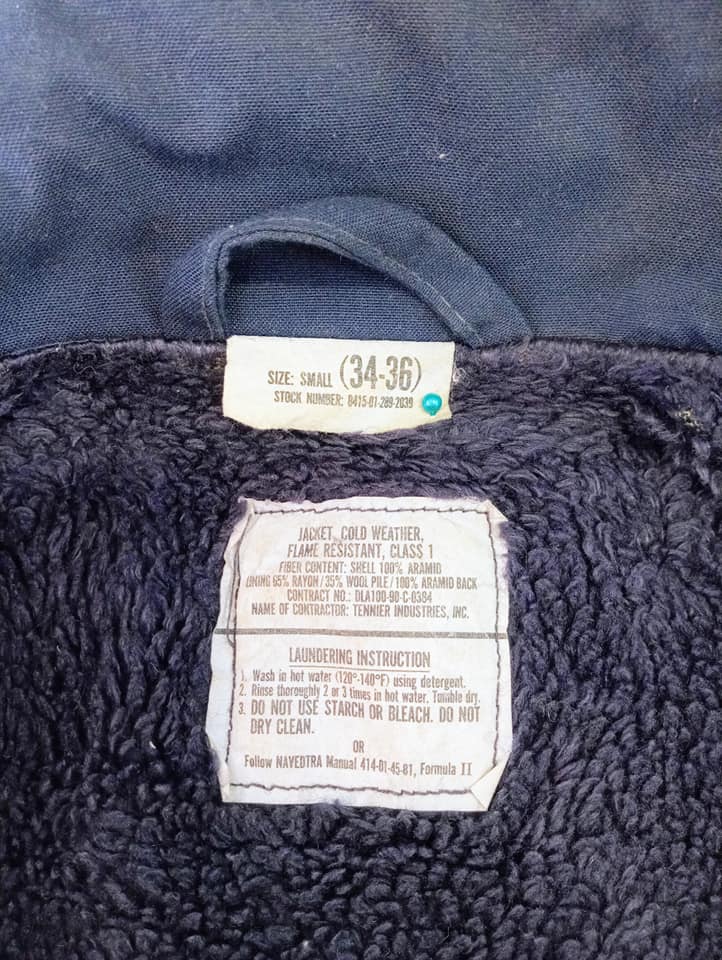 SIZE: SMALL (34-36)
STOCK NUMBER: 8415-01-289-2039
JACKET, COLD WEATHER,
FLAME RESISTANT, CLASS 1
FIBER CONTENT: SHELL 100% ARAMID
LINING 65% RAYON/35% WOOL PILE/100% ARAMID BACK
CONTRACT NO.: DLA100-90-C-0384
NAME OF CONTRACTOR: TENNIER INDUSTRIES, INC.
LAUNDERING INSTRUCTION
1. Wash in hot water (120°-140°F) using detergent.
2. Rinse thoroughly 2 or 3 times in hot water. Tumble dry.
3. DO NOT USE STARCH OR BLEACH. DO NOT
DRY CLEAN.
OR
Follow NAVEDTRA Manual 414-01-45-81, Formula II